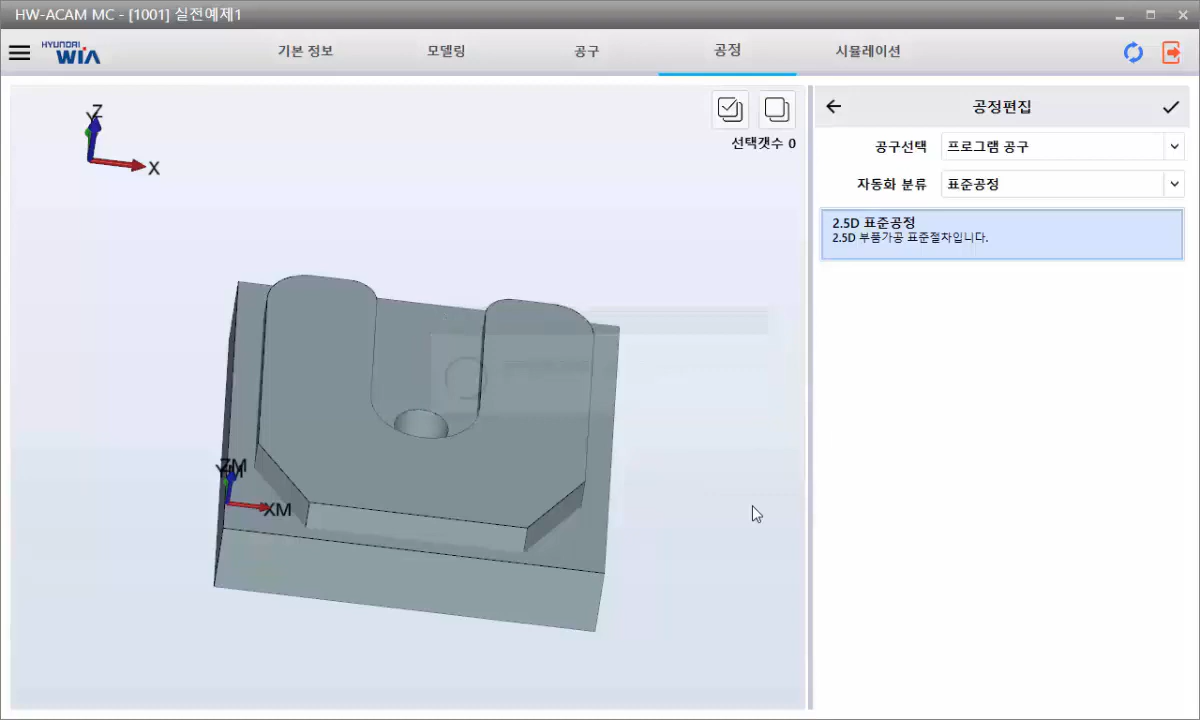 HW-ACAM MC - [1001] 실전예제1
HYUNDAI
WIA
기본 정보
모델링
공구
공정
시뮬레이션
Z
Y
X
선택갯수 0
ZM
YM
XM
공정편집
공구선택
프로그램 공구
자동화 분류
표준공정
2.5D 표준공정
2.5D 부품가공 표준절차입니다.